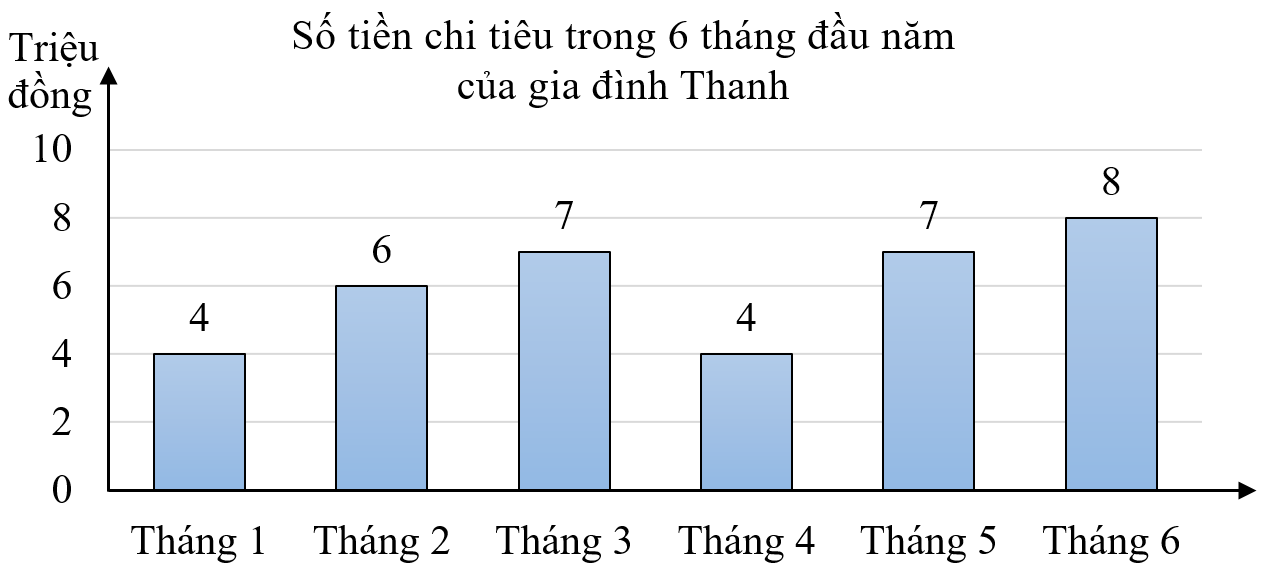 Số tiền chi tiêu trong 6 tháng đầu năm
của gia đình Thanh
Triệu
đồng
10
8
6
4
2
0
4
6
7
4
7
8
Tháng 1
Tháng 2
Tháng 3
Tháng 4
Tháng 5
Tháng 6